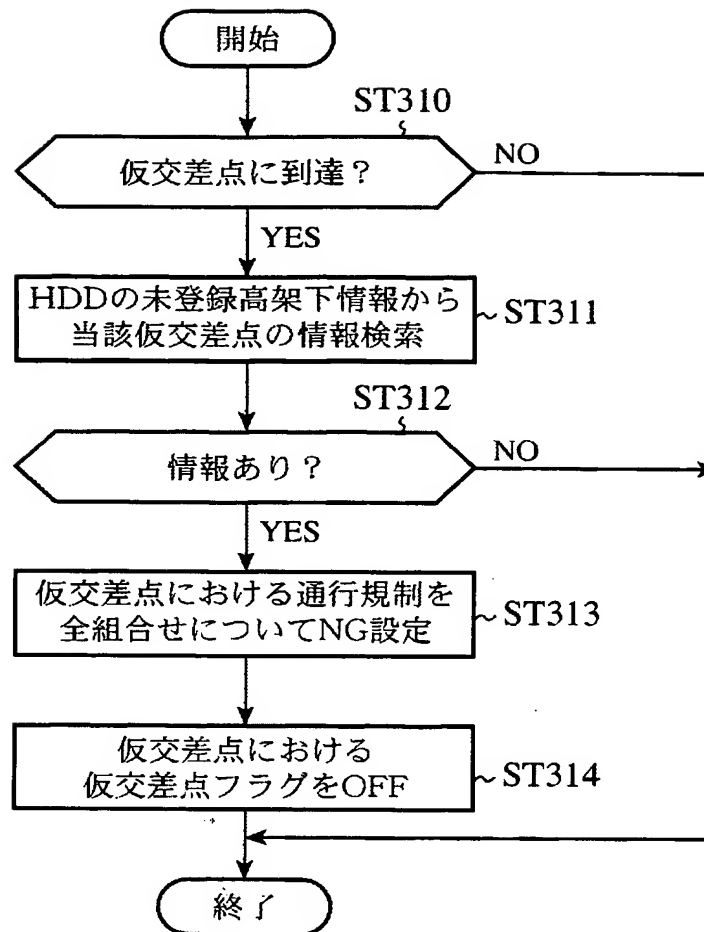 開始
ST310
仮交差点に到達？
NO
YES
HDDの未登録高架下情報から
当該仮交差点の情報検索
ST311
ST312
情報あり？
NO
YES
仮交差点における通行規制を
全組合せについてNG設定
ST313
仮交差点における
仮交差点フラグをOFF
ST314
終了